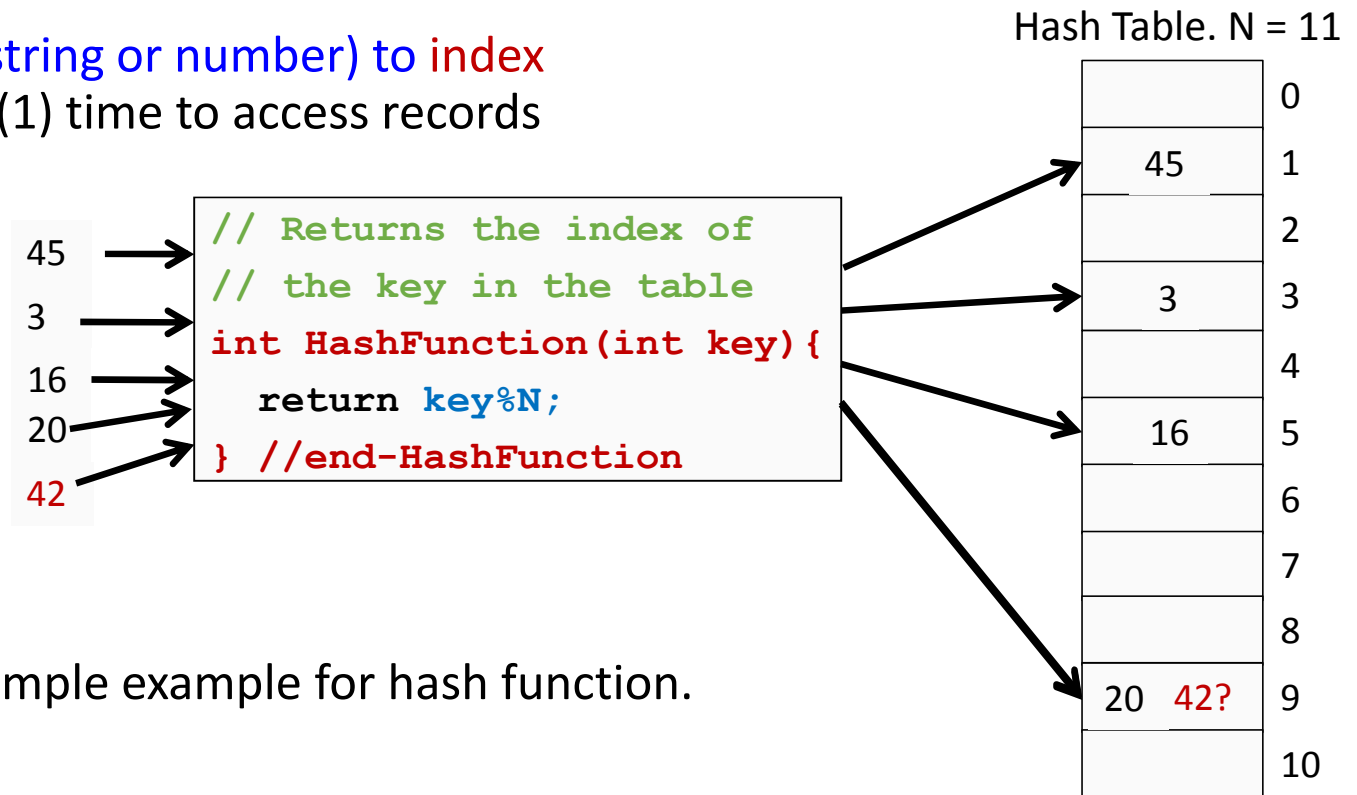 Hash Table. N = 11
string or number) to index
(1) time to access records
45
3
16
20
42
// Returns the index of
// the key in the table
int HashFunction(int key){
return key%N;
} //end-HashFunction
0
45 1
2
3 3
4
16 5
6
7
8
20 42? 9
10
mple example for hash function.